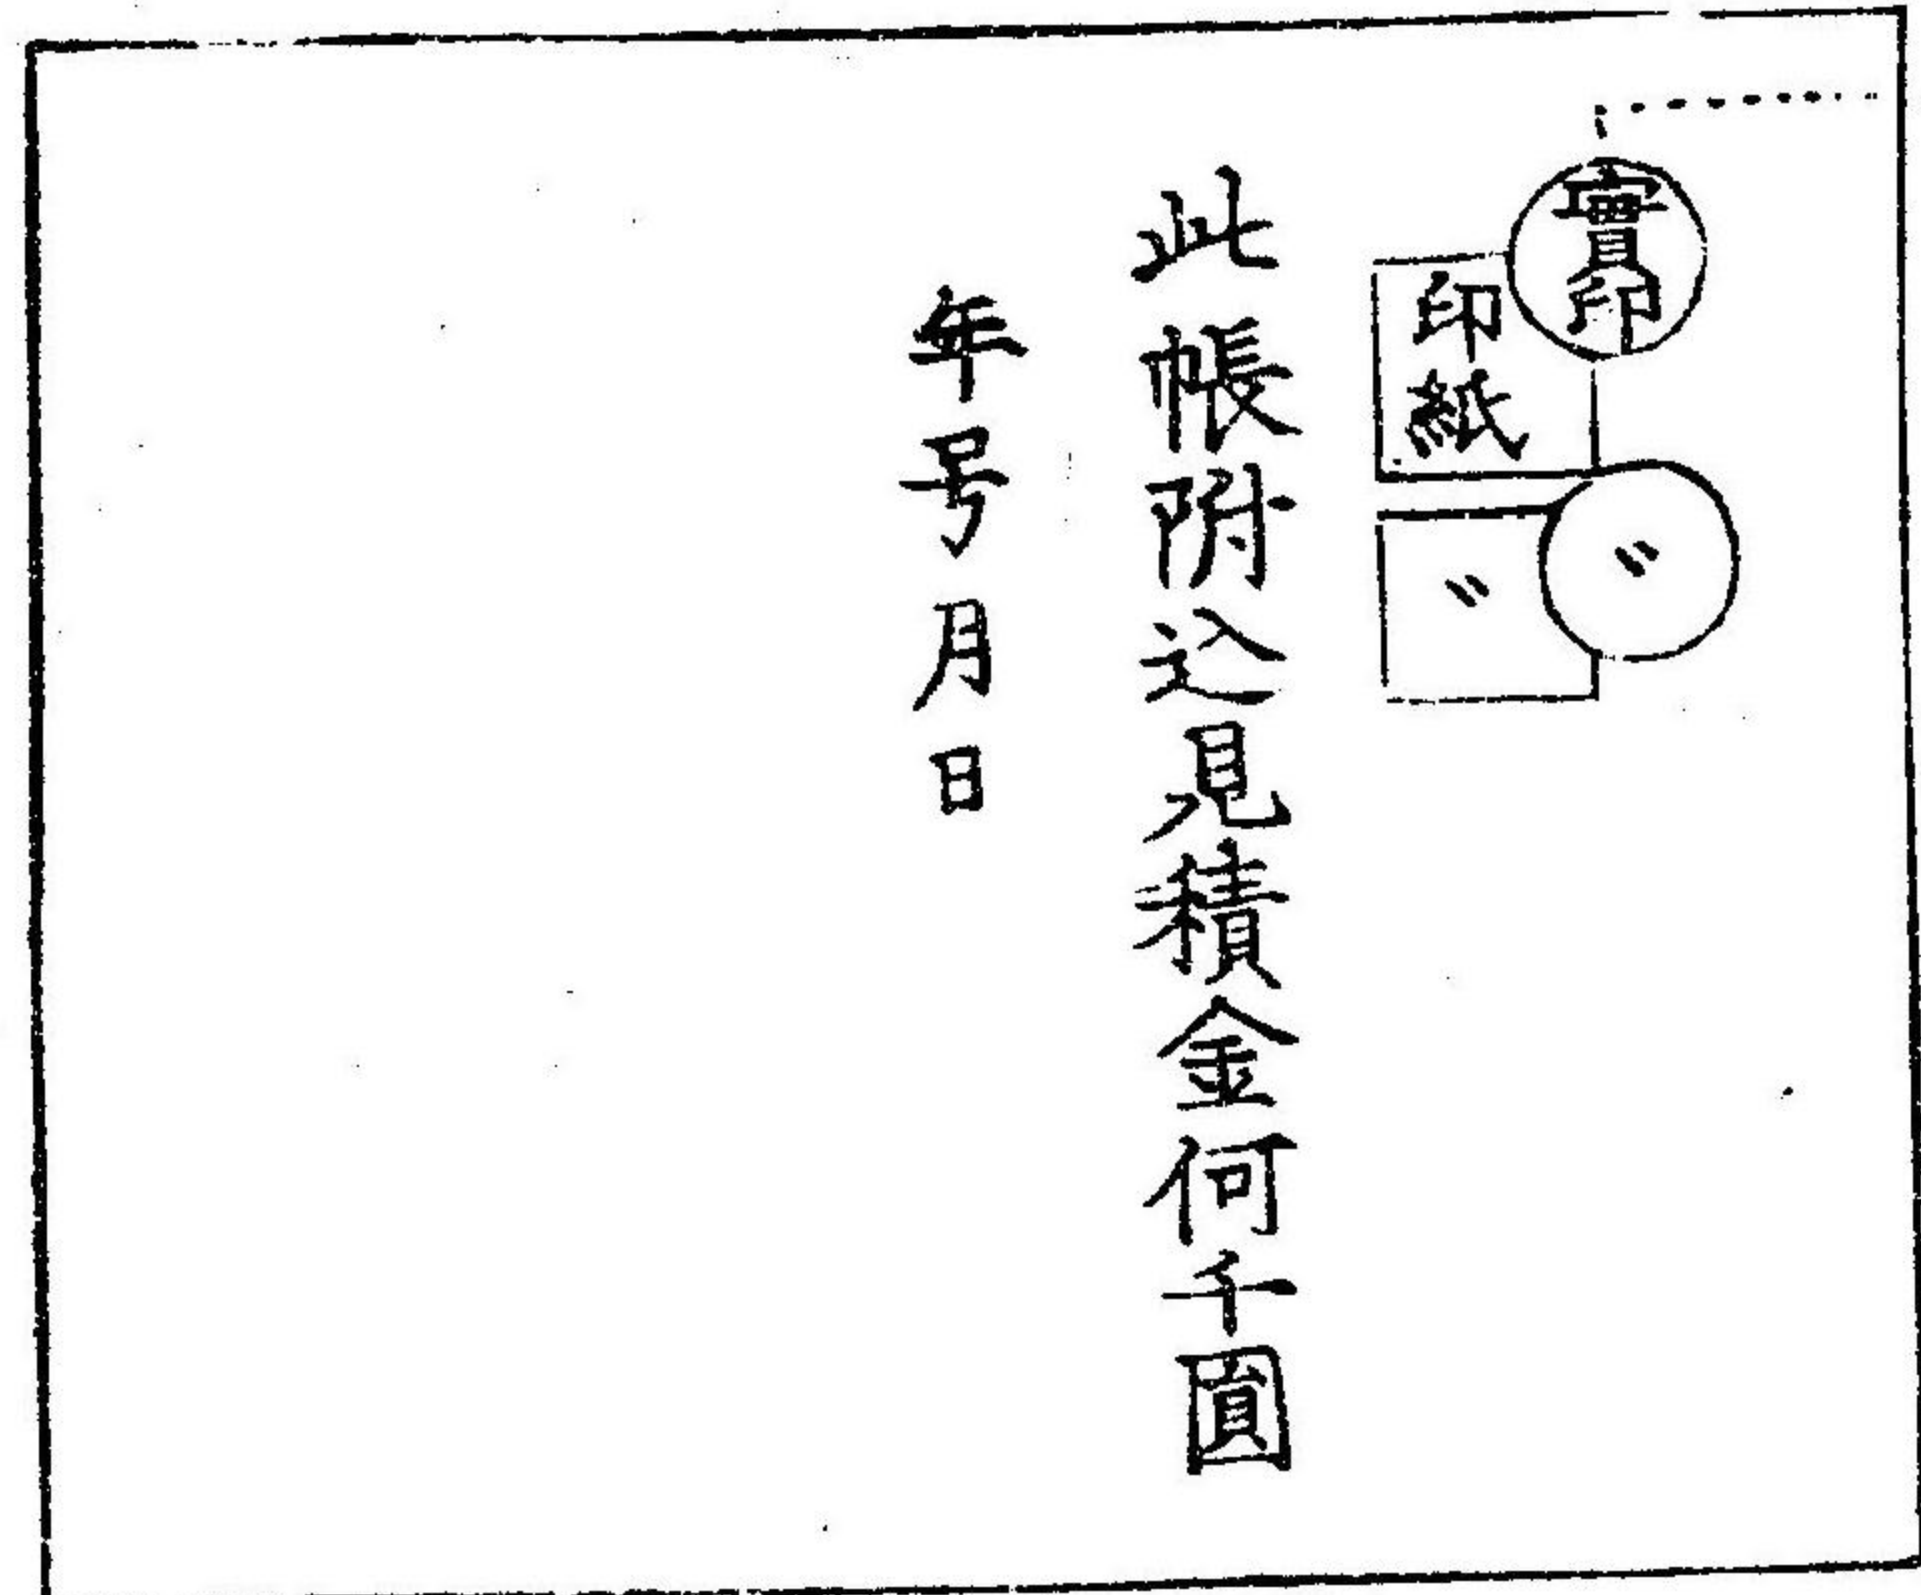 實印
印紙
〃
〃
此帳附込見積金何千圓
年号月日